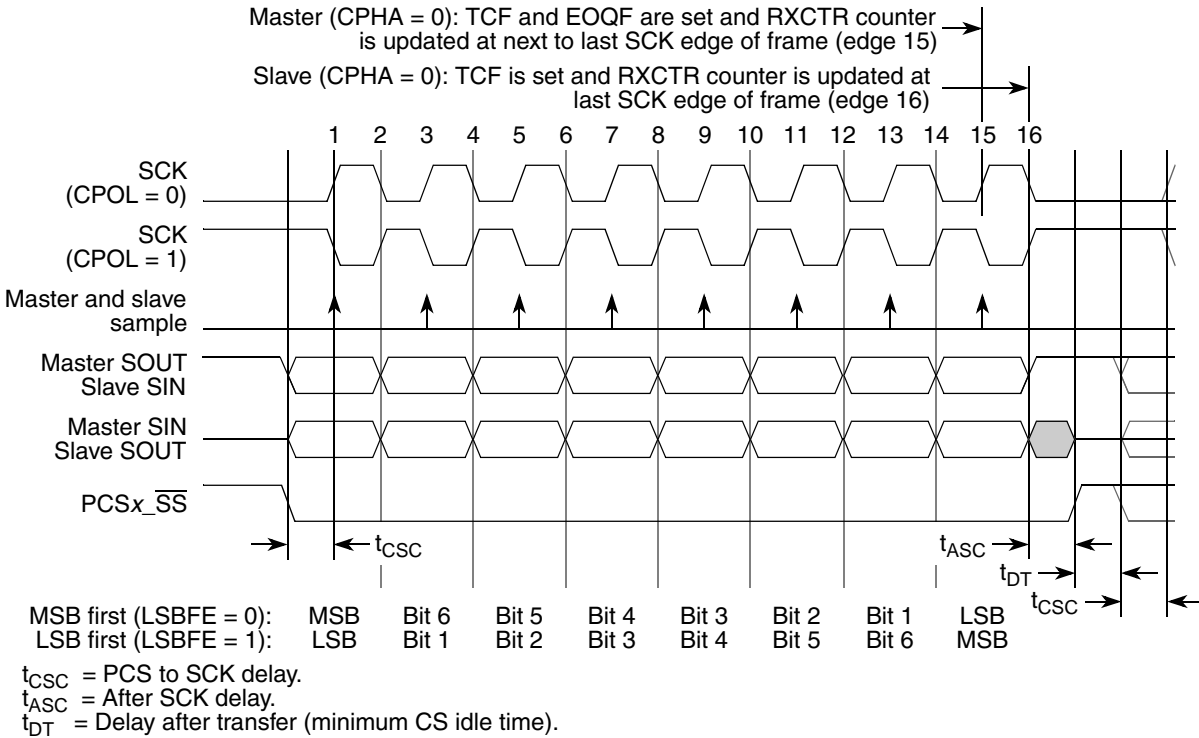 Master (CPHA = 0): TCF and EOQF are set and RXCTR counter
is updated at next to last SCK edge of frame (edge 15)
Slave (CPHA = 0): TCF is set and RXCTR counter is updated at
last SCK edge of frame (edge 16)
1 2 3 4 5 6 7 8 9 10 11 12 13 14 15 16
SCK
(CPOL = 0)
SCK
(CPOL = 1)
Master and slave
sample
Master SOUT
Slave SIN
Master SIN
Slave SOUT
PCSx_SS
tCSC tASC
tDT
tCSC
MSB first (LSBFE = 0): MSB Bit 6 Bit 5 Bit 4 Bit 3 Bit 2 Bit 1 LSB
LSB first (LSBFE = 1): LSB Bit 1 Bit 2 Bit 3 Bit 4 Bit 5 Bit 6 MSB
tCSC = PCS to SCK delay.
tASC = After SCK delay.
tDT = Delay after transfer (minimum CS idle time).